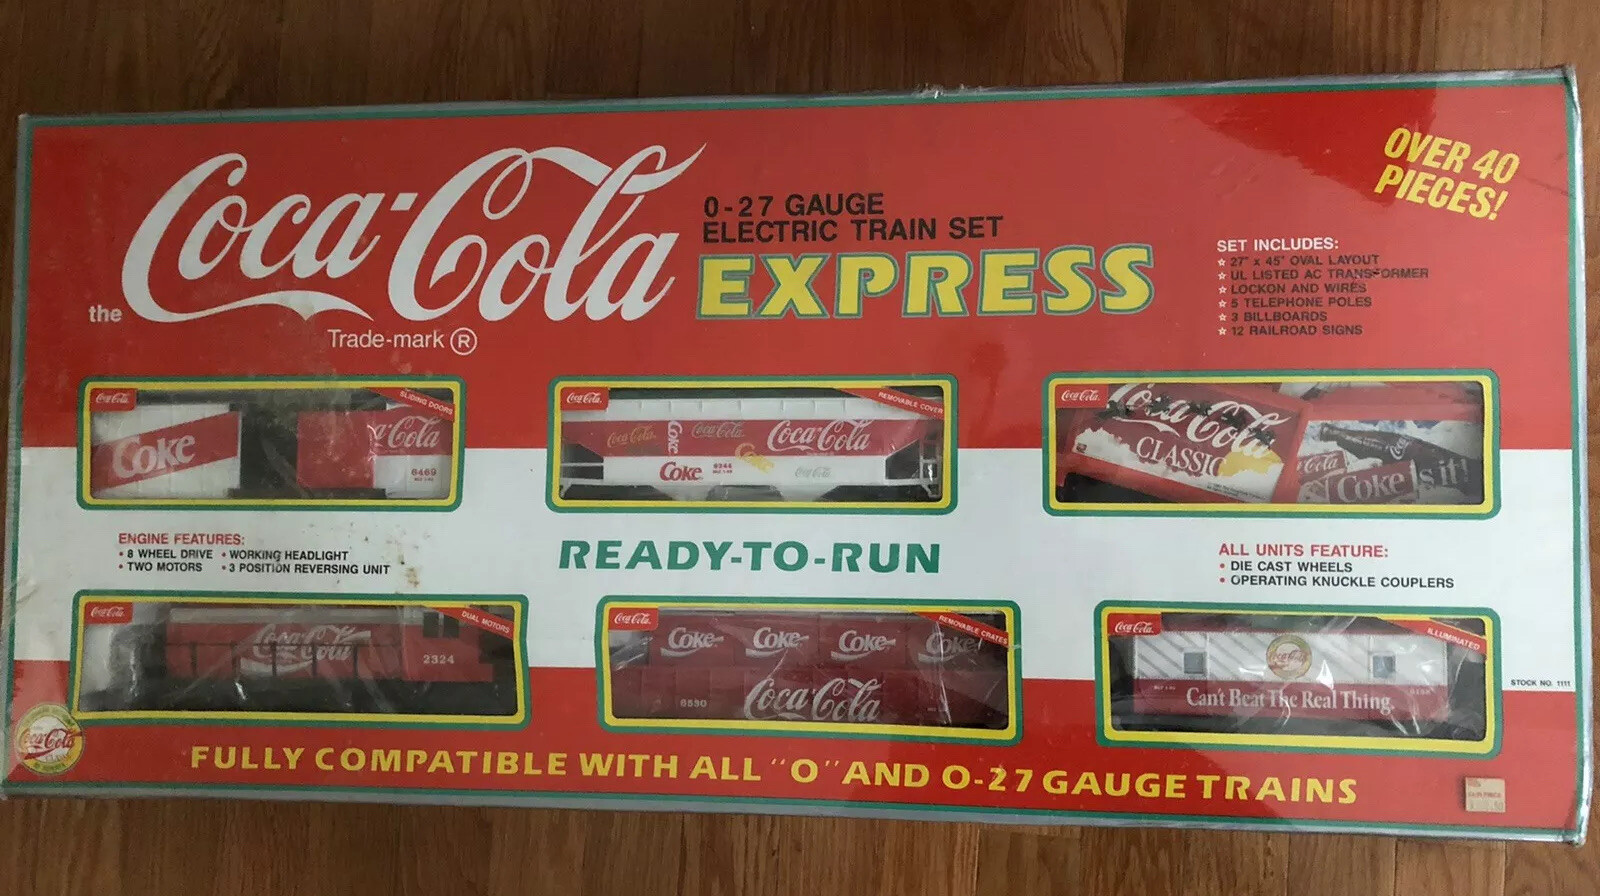 the Coca-Cola
Trade-mark ®
O-27 GAUGE
ELECTRIC TRAIN SET
EXPRESS
OVER 40
PIECES!
SET INCLUDES:
☆ 27" x 45" OVAL LAYOUT
☆ UL LISTED AC TRANSFORMER
☆ LOCKON AND WIRES
☆ 5 TELEPHONE POLES
☆ 3 BILLBOARDS
☆ 12 RAILROAD SIGNS
Coca-Cola
SLIDING DOORS
Coke
a-Cola
6469
Coca-Cola
REMOVABLE COVER
Coca-Cola Coke Coca-Cola Coca-Cola
Coke Coca-Cola
Coca-Cola
Coca-Cola
CLASSIC
Cola
Coke Is it!
ENGINE FEATURES:
• 8 WHEEL DRIVE • WORKING HEADLIGHT
• TWO MOTORS • 3 POSITION REVERSING UNIT
READY-TO-RUN
ALL UNITS FEATURE:
• DIE CAST WHEELS
• OPERATING KNUCKLE COUPLERS
Coca-Cola
DUAL MOTORS
Coca-Cola
2324
Coca-Cola
REMOVABLE CRATES
Coke Coke Coke Coke
6590 Coca-Cola
Coca-Cola
ILLUMINATED
Coca-Cola
Can't Beat The Real Thing.
STOCK NO. 1111
Coca-Cola
FULLY COMPATIBLE WITH ALL "O" AND O-27 GAUGE TRAINS